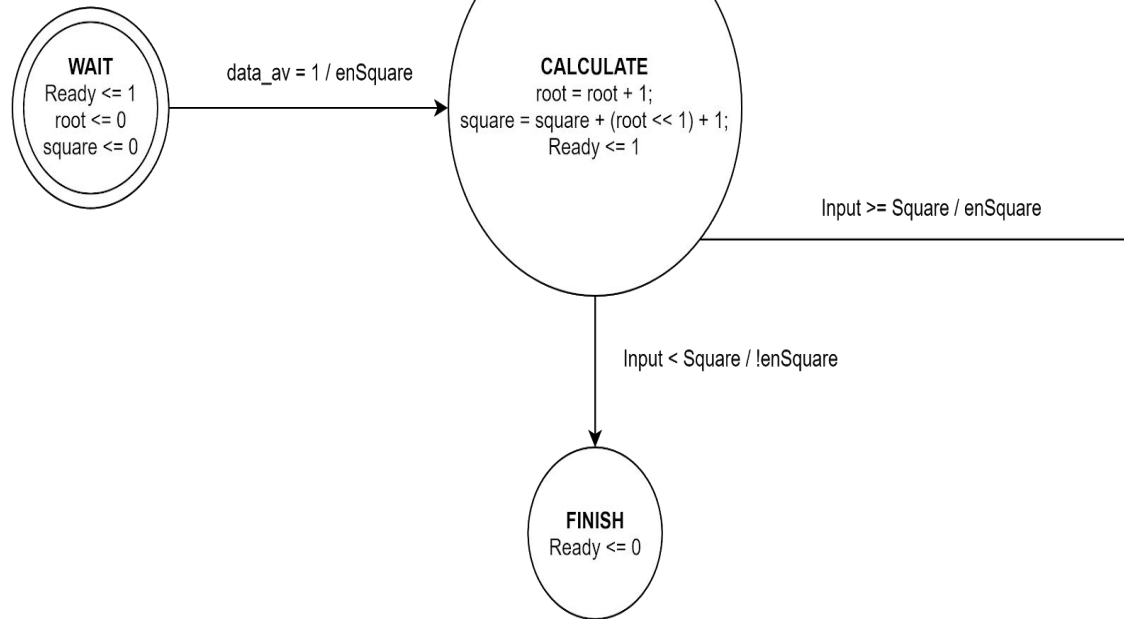 WAIT
Ready <= 1
root <= 0
square <= 0
data_av = 1 / enSquare
CALCULATE
root = root + 1;
square = square + (root << 1) + 1;
Ready <= 1
Input >= Square / enSquare
Input < Square / !enSquare
FINISH
Ready <= 0